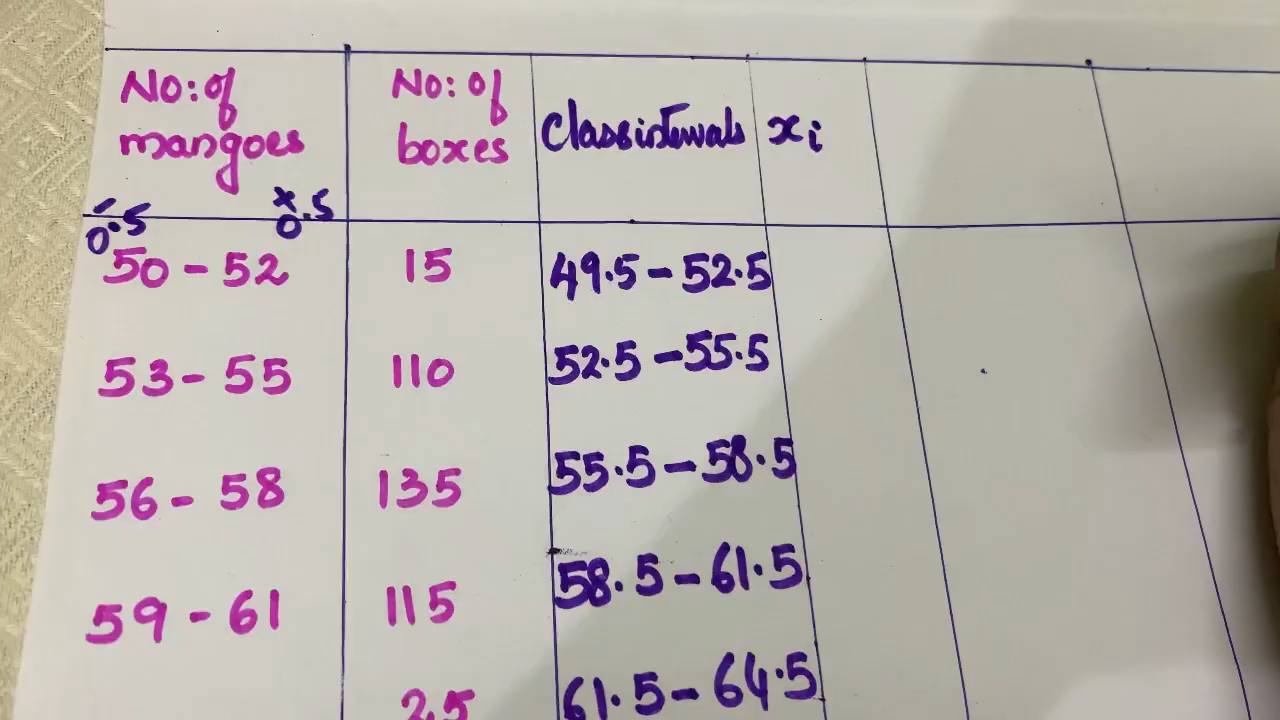 No: of mangoes No: of boxes Class intervals xi
-0.5 +0.5
50 - 52 15 49.5 - 52.5
53 - 55 110 52.5 - 55.5
56 - 58 135 55.5 - 58.5
59 - 61 115 58.5 - 61.5
25 61.5 - 64.5